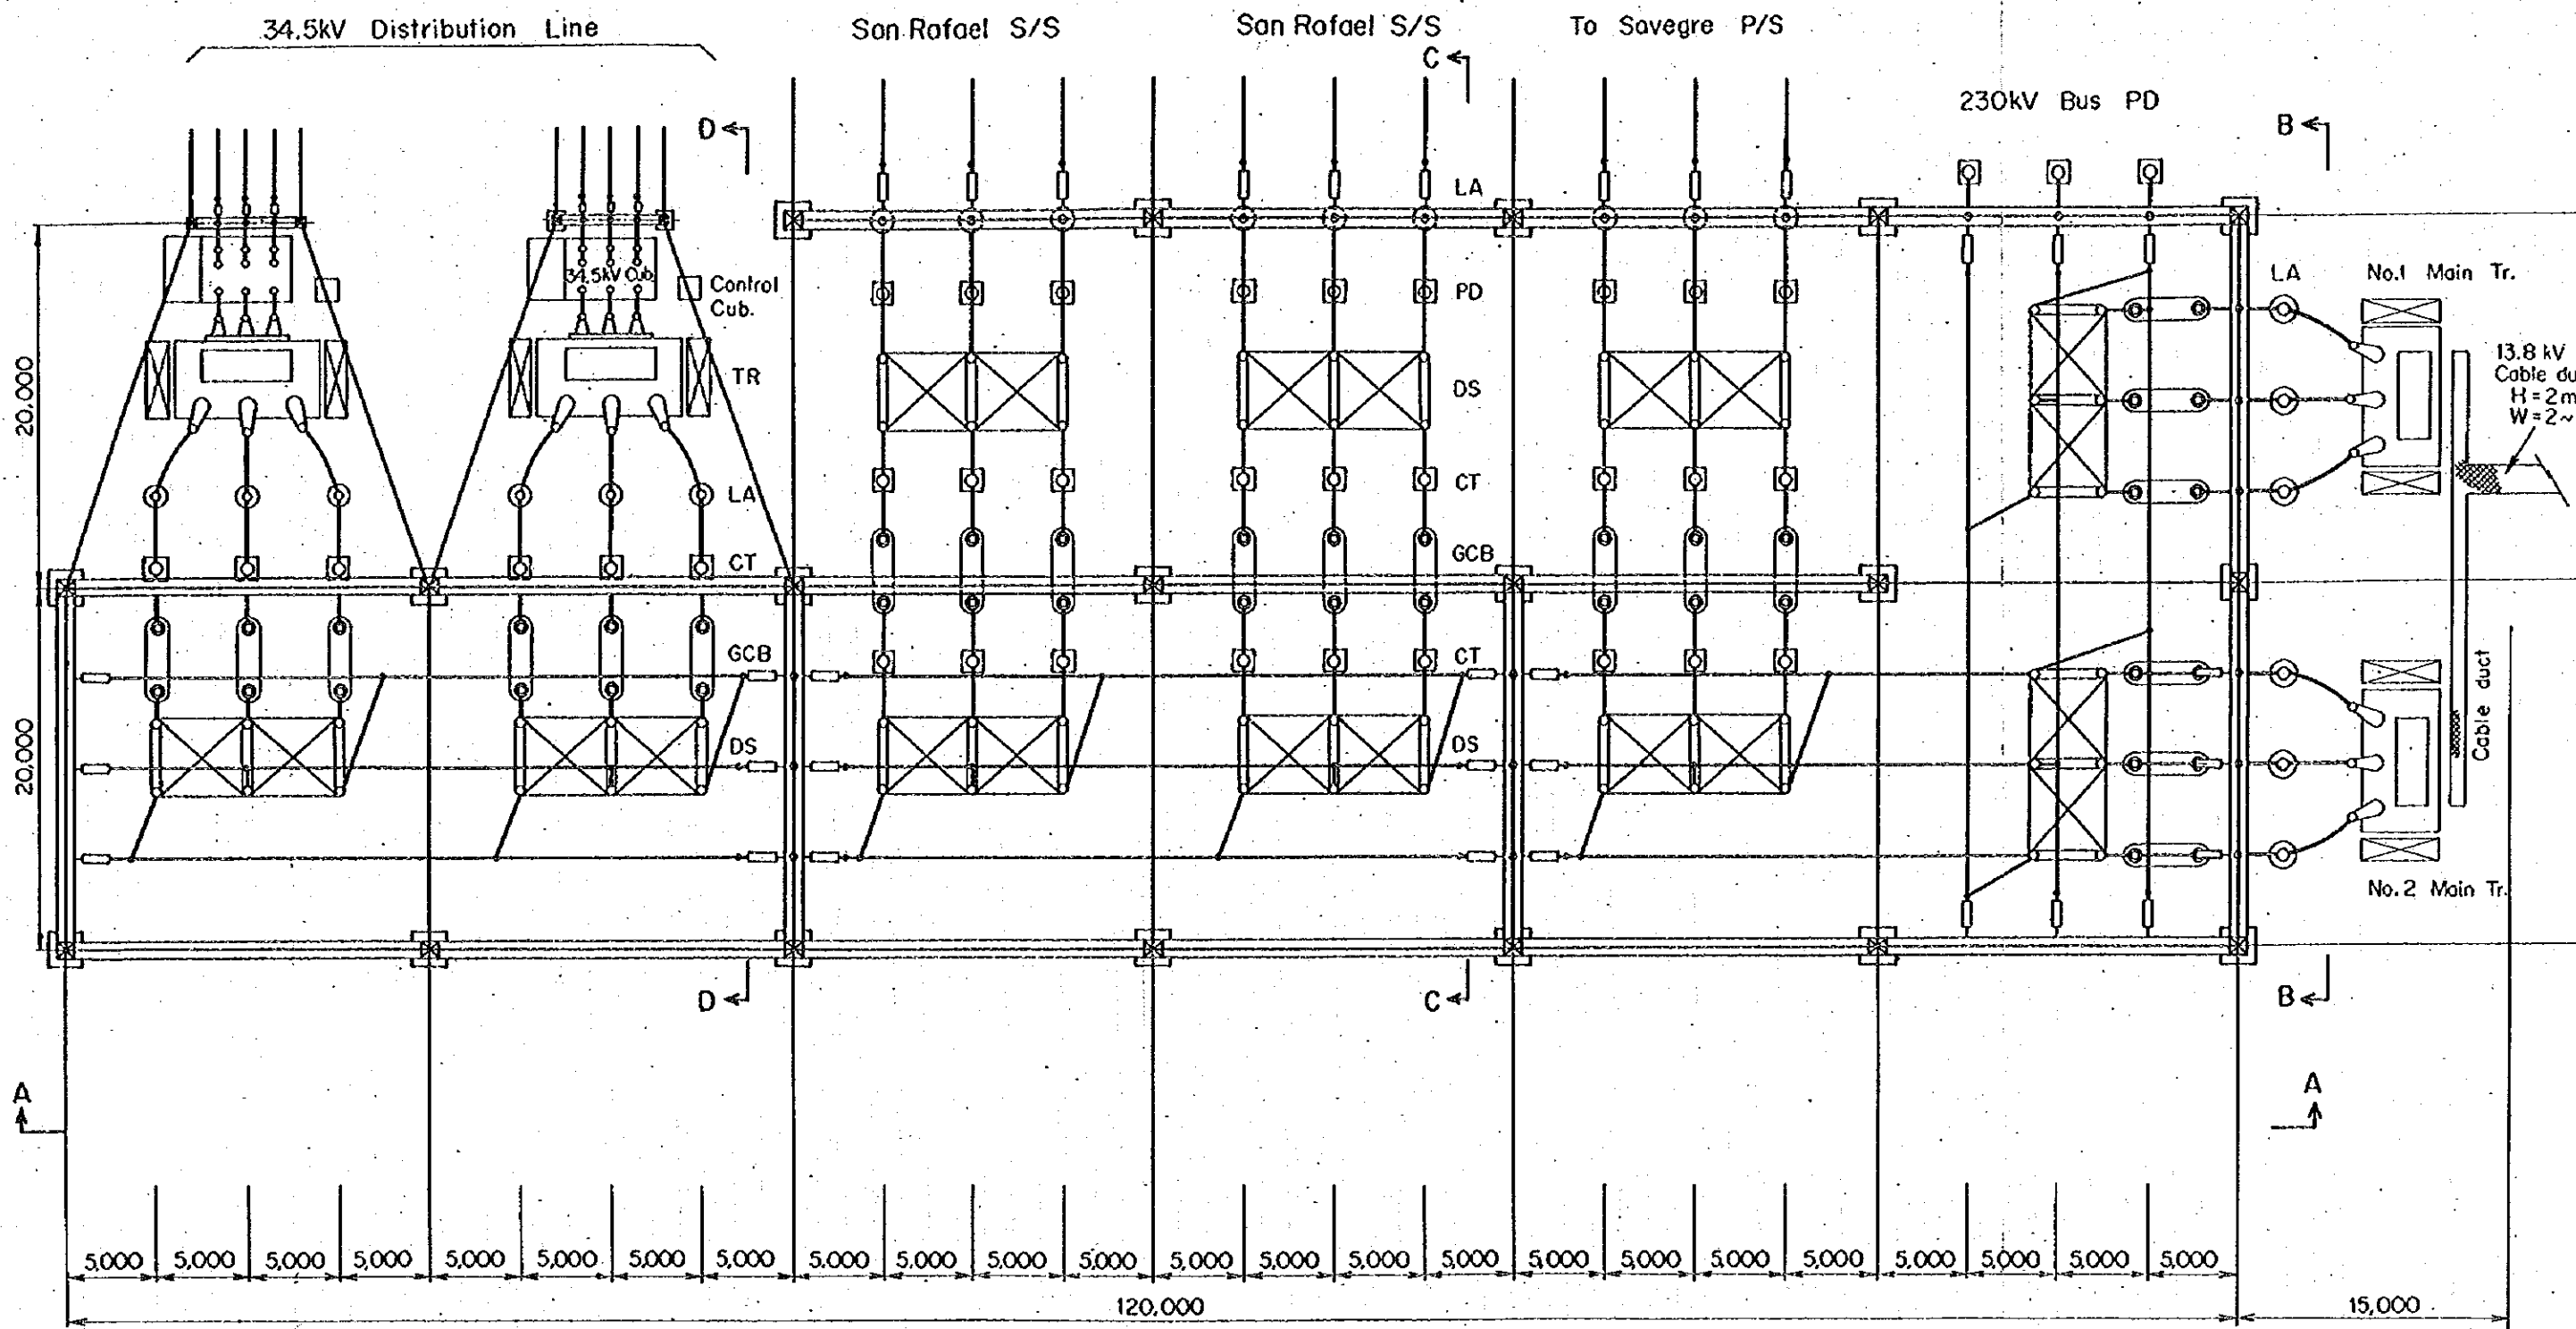 34.5kV Distribution Line
San Rafael S/S
San Rafael S/S
To Savegre P/S
C
230kV Bus PD
D
B
LA
34.5kV Cub.
Control
Cub.
PD
LA
No.1 Main Tr.
13.8 kV
Cable du
H=2m
W=2~
TR
DS
20,000
LA
CT
CT
GCB
GCB
CT
Cable duct
20,000
DS
DS
No.2 Main Tr.
D
C
B
A
A
5,000 5,000 5,000 5,000 5,000 5,000 5,000 5,000 5,000 5,000 5,000 5,000 5,000 5,000 5,000 5,000 5,000 5,000 5,000 5,000 5,000 5,000 5,000 5,000
120,000
15,000